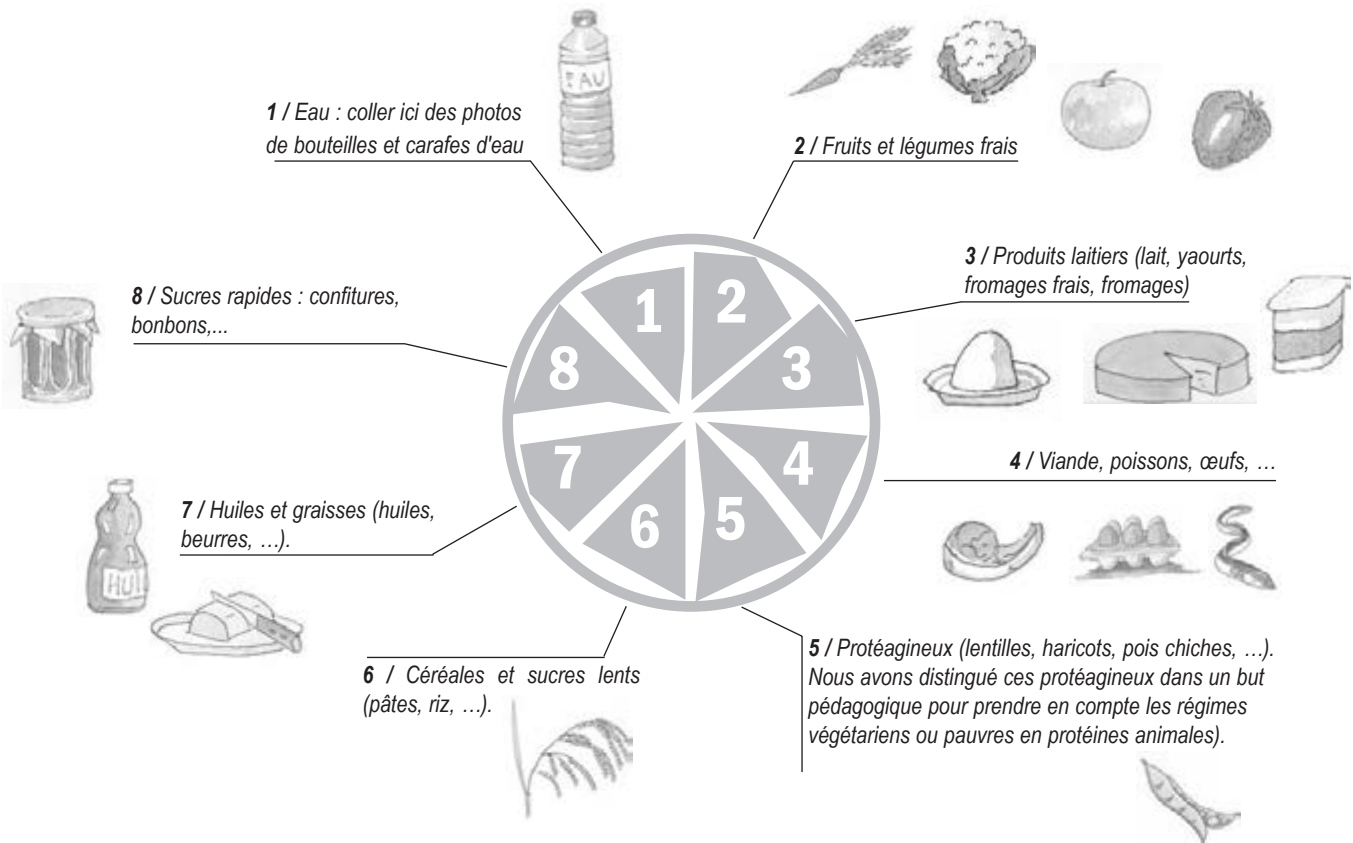 EAU
1 / Eau : coller ici des photos
de bouteilles et carafes d'eau
2 / Fruits et légumes frais
3 / Produits laitiers (lait, yaourts,
fromages frais, fromages)
8 / Sucres rapides : confitures,
bonbons,...
1
2
3
4
5
6
7
8
4 / Viande, poissons, œufs, …
7 / Huiles et graisses (huiles,
beurres, …).
HUI
5 / Protéagineux (lentilles, haricots, pois chiches, …).
Nous avons distingué ces protéagineux dans un but
pédagogique pour prendre en compte les régimes
végétariens ou pauvres en protéines animales).
6 / Céréales et sucres lents
(pâtes, riz, …).